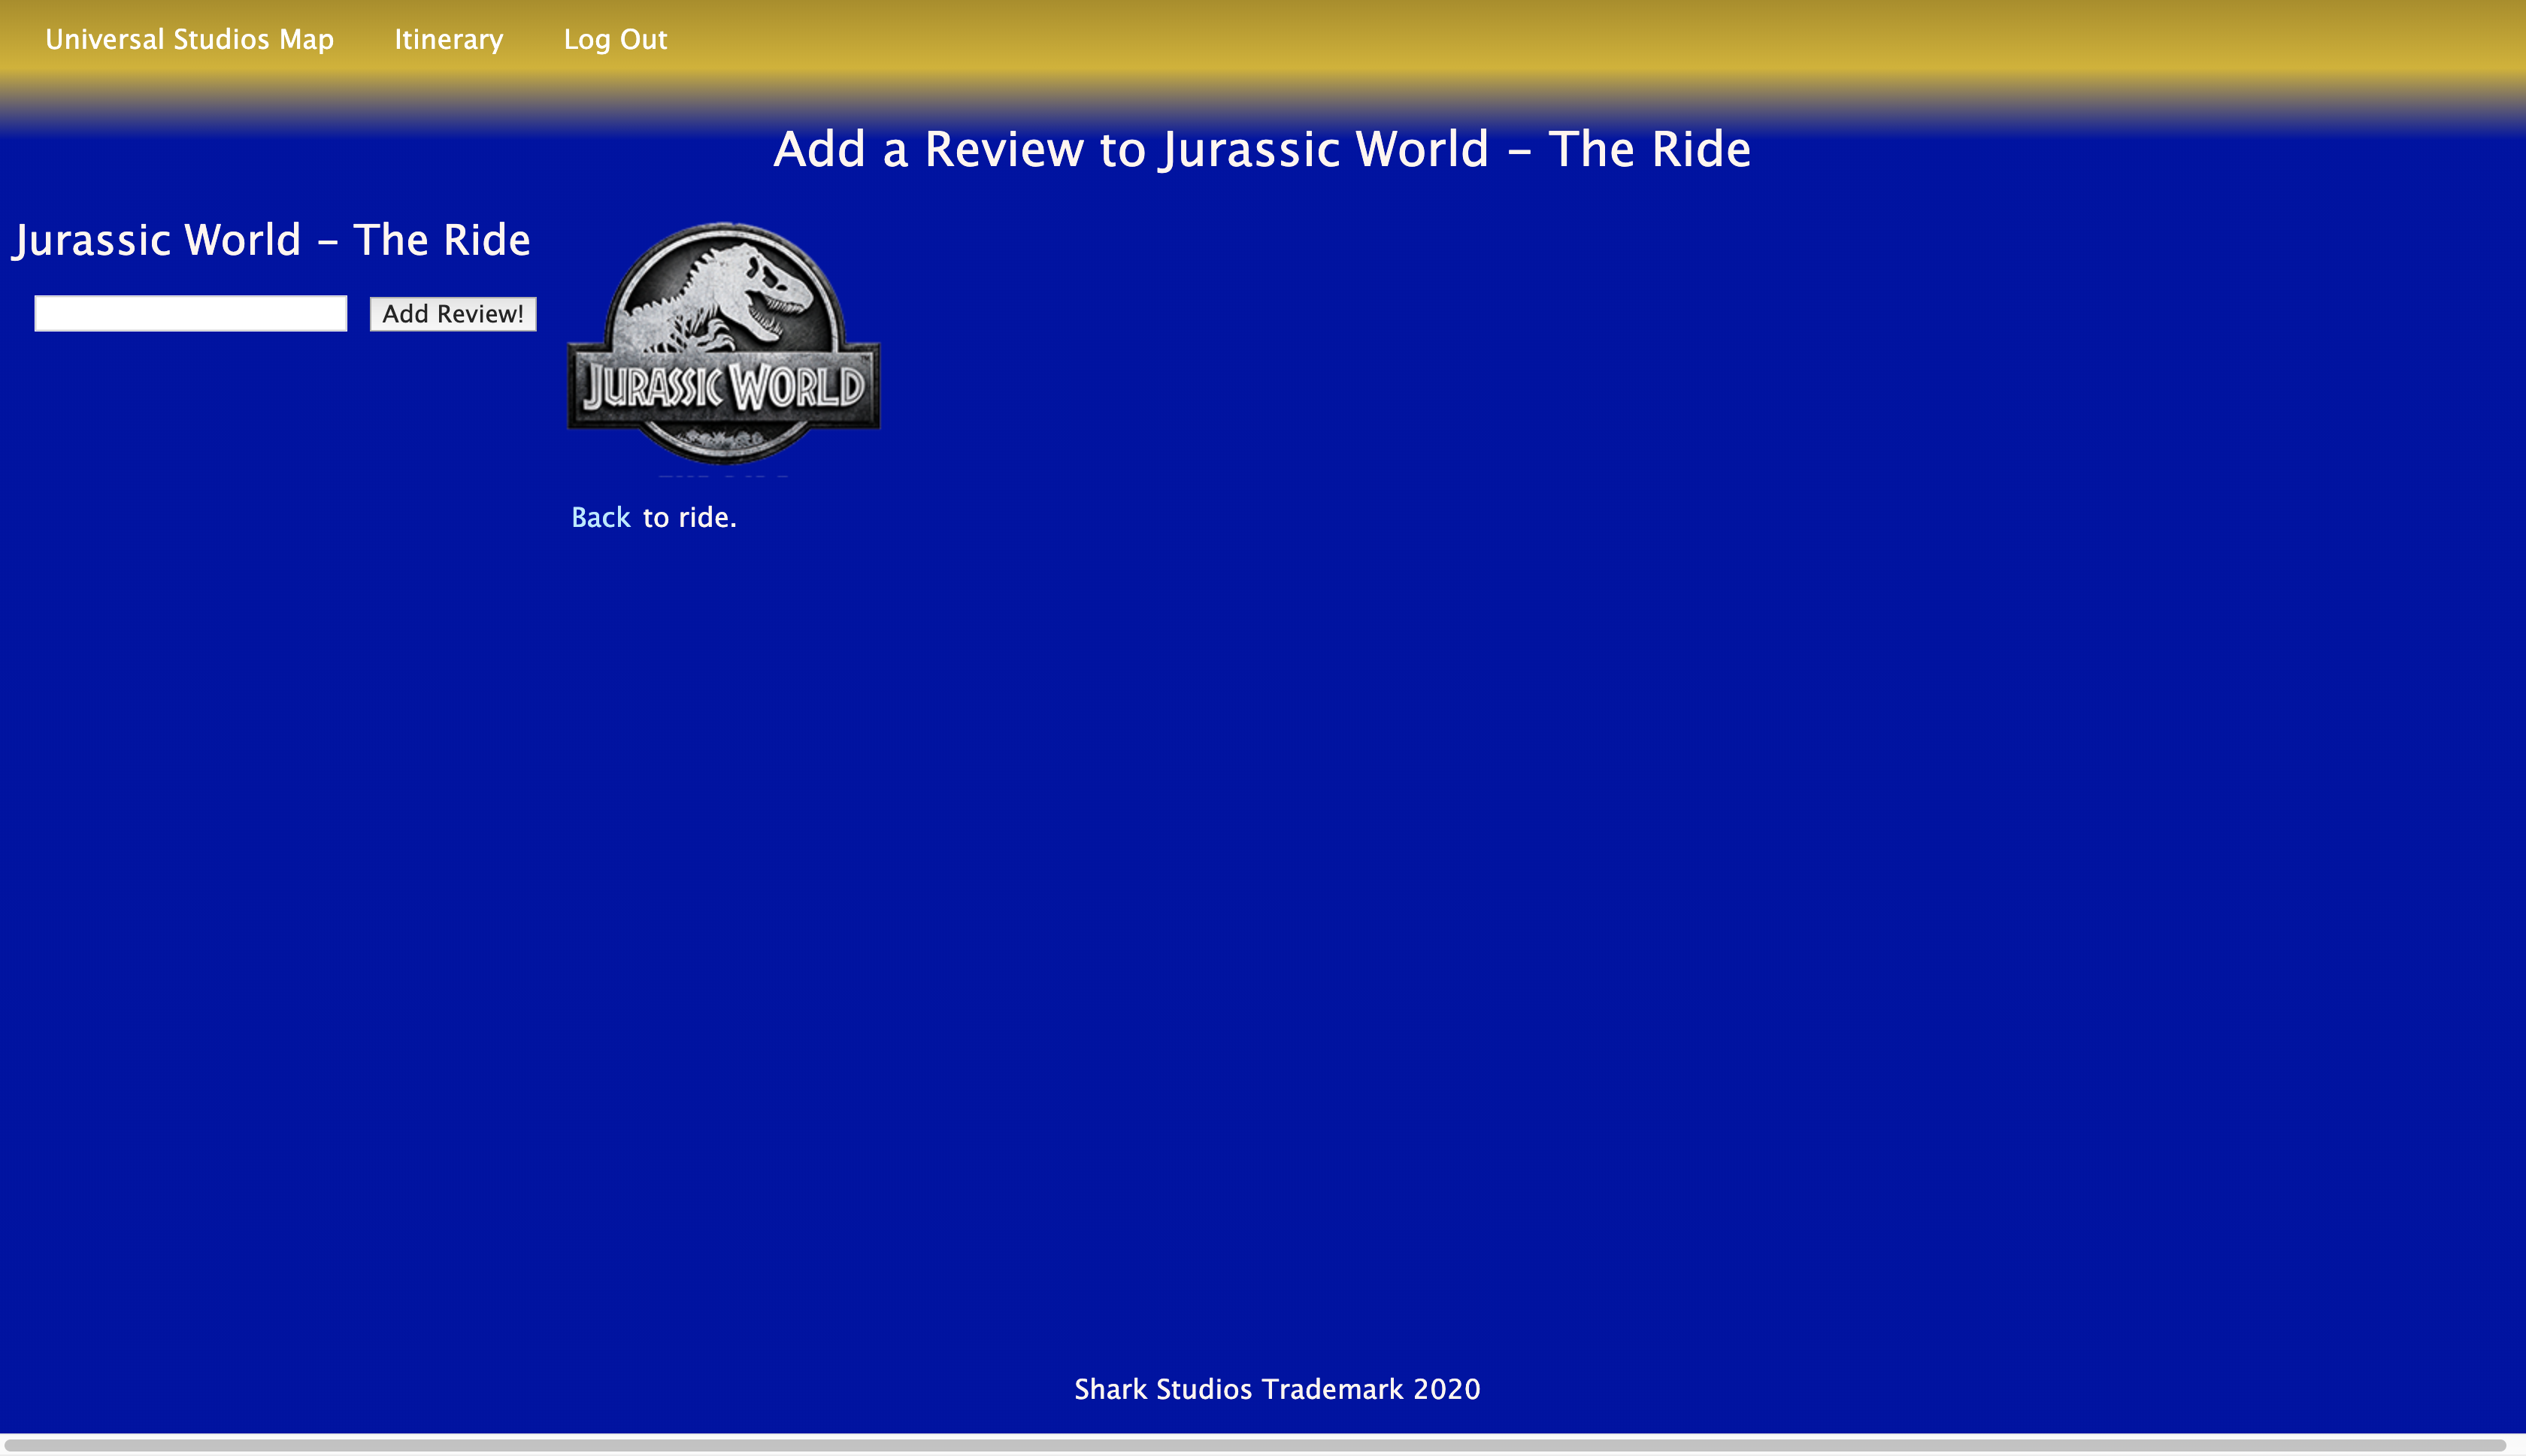 Universal Studios Map Itinerary Log Out
Add a Review to Jurassic World - The Ride
Jurassic World - The Ride
Add Review!
JURASSIC WORLD
Back to ride.
Shark Studios Trademark 2020